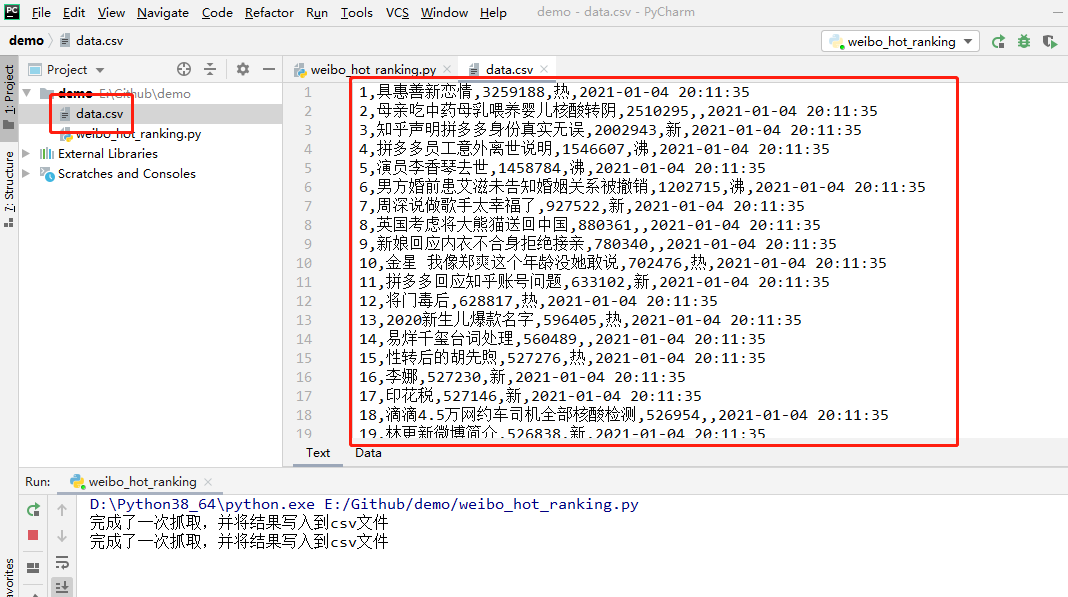 File Edit View Navigate Code Refactor Run Tools VCS Window Help demo - data.csv - PyCharm
demo data.csv weibo_hot_ranking
Project
weibo_hot_ranking.py data.csv
1: Project
demo E:\Github\demo
data.csv
weibo_hot_ranking.py
External Libraries
Scratches and Consoles
7: Structure
1 1,具惠善新恋情,3259188,热,2021-01-04 20:11:35
2 2,母亲吃中药母乳喂养婴儿核酸转阴,2510295,,2021-01-04 20:11:35
3 3,知乎声明拼多多身份真实无误,2002943,新,2021-01-04 20:11:35
4 4,拼多多员工意外离世说明,1546607,沸,2021-01-04 20:11:35
5 5,演员李香琴去世,1458784,沸,2021-01-04 20:11:35
6 6,男方婚前患艾滋未告知婚姻关系被撤销,1202715,沸,2021-01-04 20:11:35
7 7,周深说做歌手太幸福了,927522,新,2021-01-04 20:11:35
8 8,英国考虑将大熊猫送回中国,880361,,2021-01-04 20:11:35
9 9,新娘回应内衣不合身拒绝接亲,780340,,2021-01-04 20:11:35
10 10,金星 我像郑爽这个年龄没她敢说,702476,热,2021-01-04 20:11:35
11 11,拼多多回应知乎账号问题,633102,新,2021-01-04 20:11:35
12 12,将门毒后,628817,热,2021-01-04 20:11:35
13 13,2020新生儿爆款名字,596405,热,2021-01-04 20:11:35
14 14,易烊千玺台词处理,560489,,2021-01-04 20:11:35
15 15,性转后的胡先煦,527276,热,2021-01-04 20:11:35
16 16,李娜,527230,新,2021-01-04 20:11:35
17 17,印花税,527146,新,2021-01-04 20:11:35
18 18,滴滴4.5万网约车司机全部核酸检测,526954,,2021-01-04 20:11:35
19 19,林更新微博简介,526838,新,2021-01-04 20:11:35
Text Data
Run: weibo_hot_ranking
D:\Python38_64\python.exe E:/Github/demo/weibo_hot_ranking.py
完成了一次抓取，并将结果写入到csv文件
完成了一次抓取，并将结果写入到csv文件